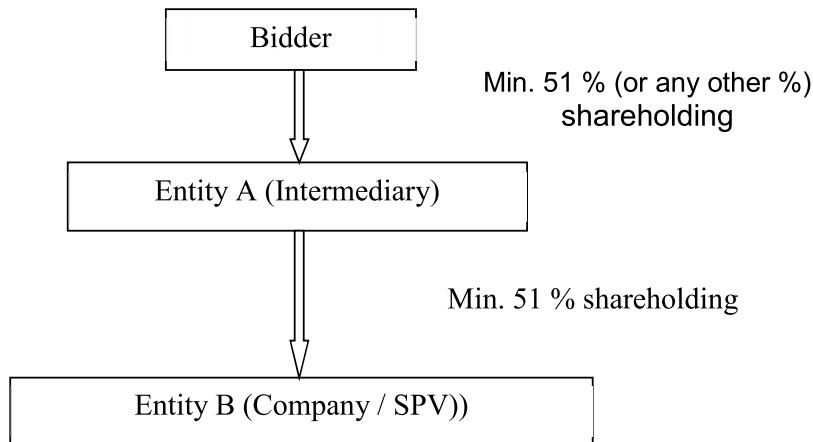 Bidder
Min. 51 % (or any other %)
shareholding
Entity A (Intermediary)
Min. 51 % shareholding
Entity B (Company / SPV))